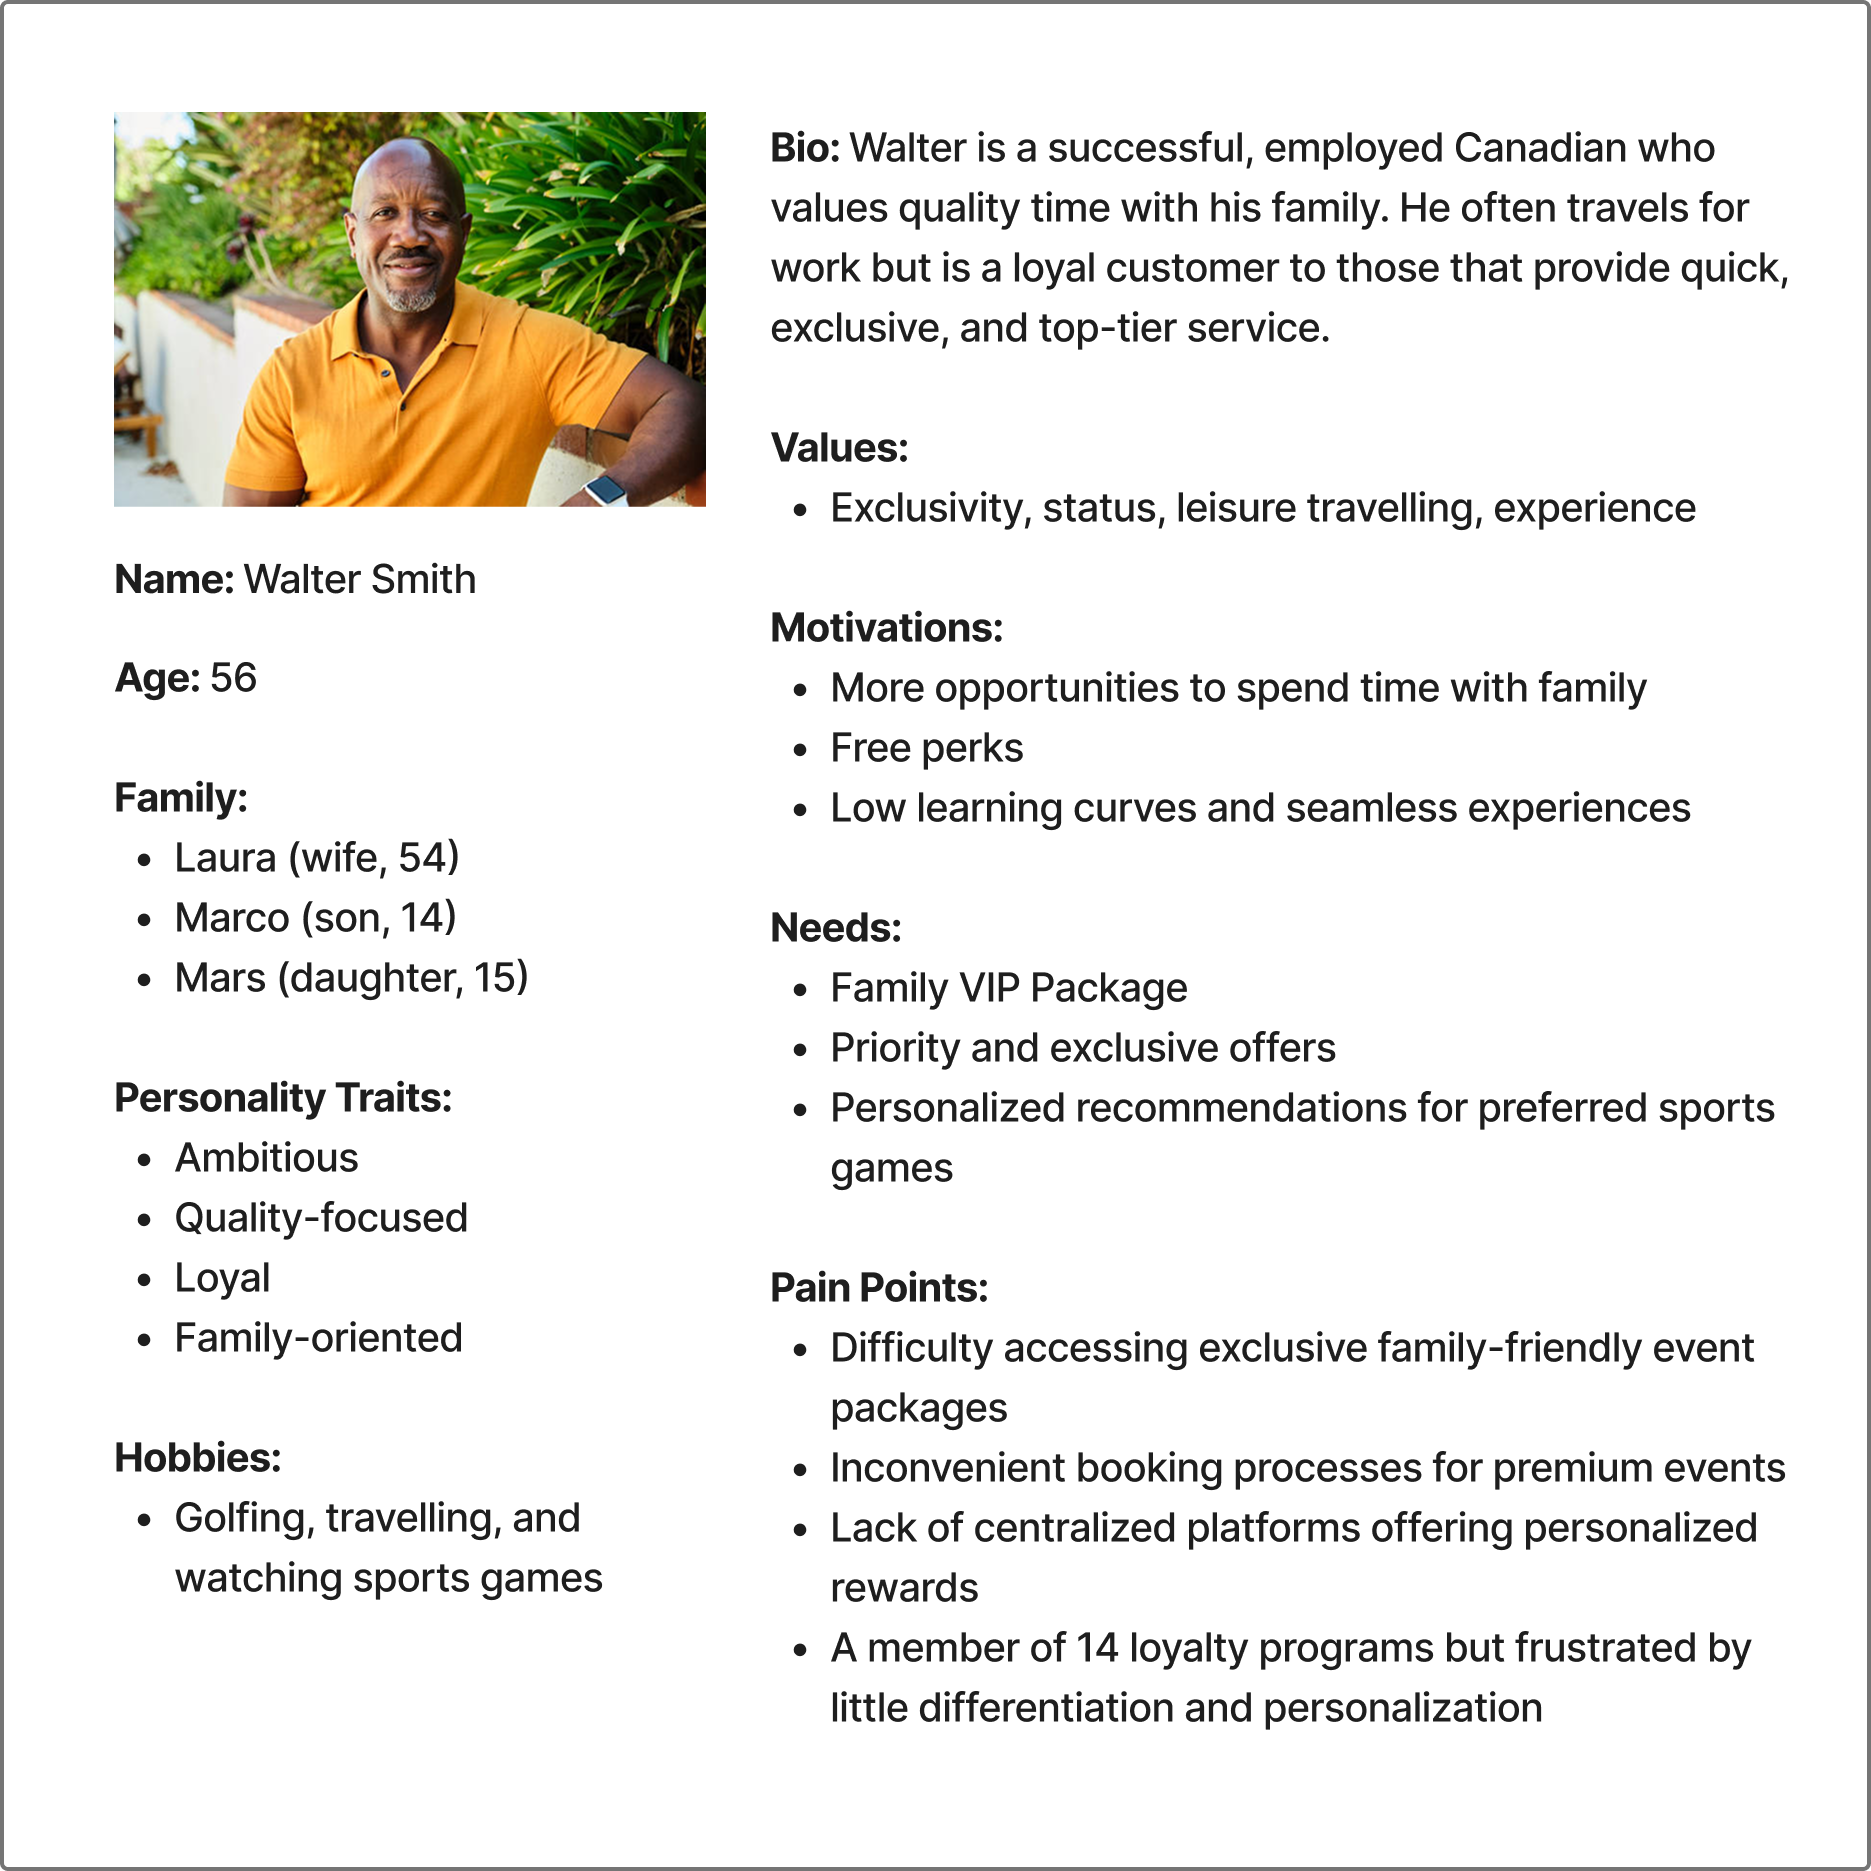 Name: Walter Smith
Age: 56
Family:
• Laura (wife, 54)
• Marco (son, 14)
• Mars (daughter, 15)
Personality Traits:
• Ambitious
• Quality-focused
• Loyal
• Family-oriented
Hobbies:
• Golfing, travelling, and
watching sports games
Bio: Walter is a successful, employed Canadian who
values quality time with his family. He often travels for
work but is a loyal customer to those that provide quick,
exclusive, and top-tier service.
Values:
• Exclusivity, status, leisure travelling, experience
Motivations:
• More opportunities to spend time with family
• Free perks
• Low learning curves and seamless experiences
Needs:
• Family VIP Package
• Priority and exclusive offers
• Personalized recommendations for preferred sports
games
Pain Points:
• Difficulty accessing exclusive family-friendly event
packages
• Inconvenient booking processes for premium events
• Lack of centralized platforms offering personalized
rewards
• A member of 14 loyalty programs but frustrated by
little differentiation and personalization